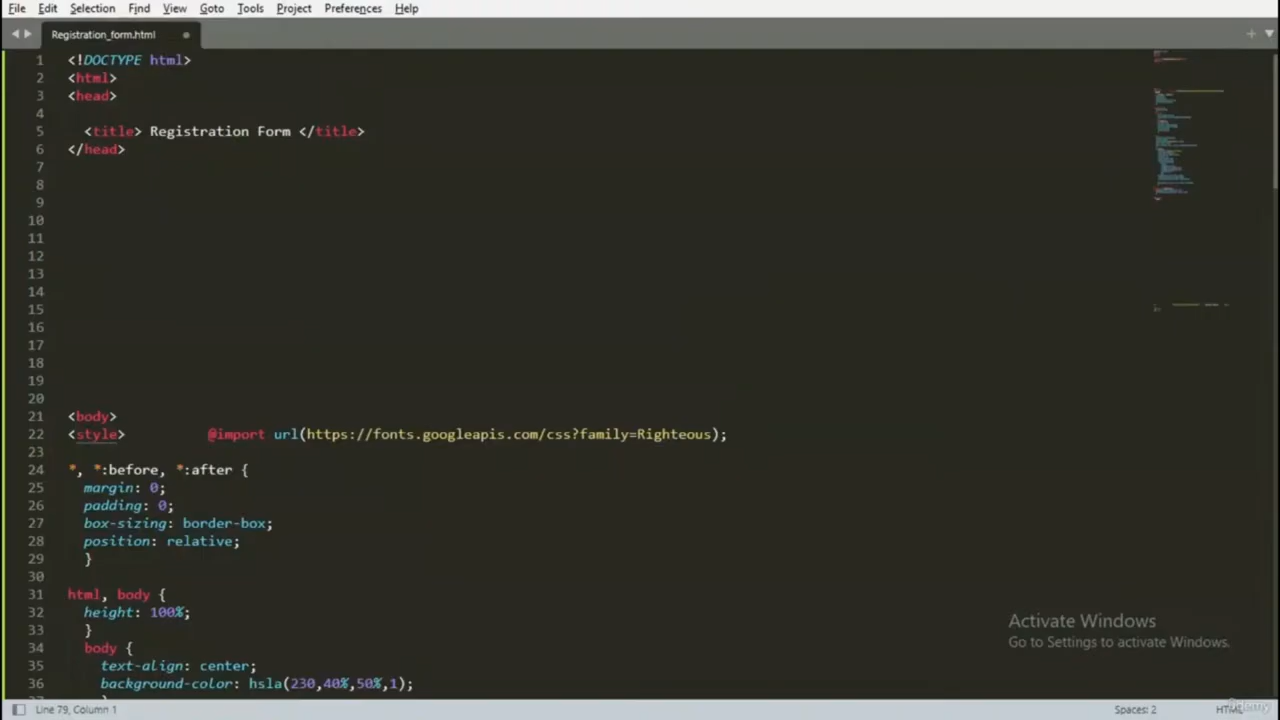 File Edit Selection Find View Goto Tools Project Preferences Help
Registration_form.html
1 <!DOCTYPE html>
2 <html>
3 <head>
4
5 <title> Registration Form </title>
6 </head>
7
8
9
10
11
12
13
14
15
16
17
18
19
20
21 <body>
22 <style> @import url(https://fonts.googleapis.com/css?family=Righteous);
23
24 *, *:before, *:after {
25 margin: 0;
26 padding: 0;
27 box-sizing: border-box;
28 position: relative;
29 }
30
31 html, body {
32 height: 100%;
33 }
34 body {
35 text-align: center;
36 background-color: hsla(230,40%,50%,1);
Activate Windows
Go to Settings to activate Windows.
Line 79, Column 1
Spaces: 2
HTML
Udemy